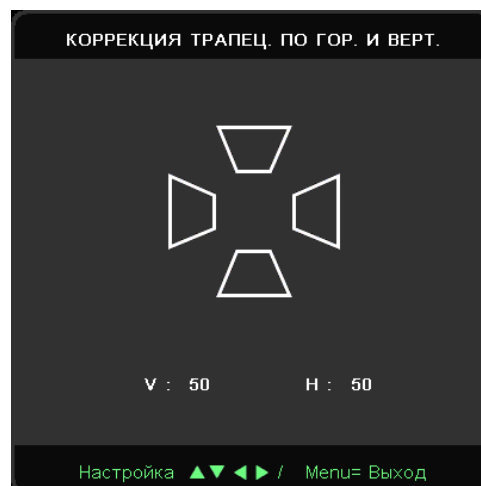 КОРРЕКЦИЯ ТРАПЕЦ. ПО ГОР. И ВЕРТ.
V : 50 H : 50
Настройка ▲▼◄► / Menu= Выход